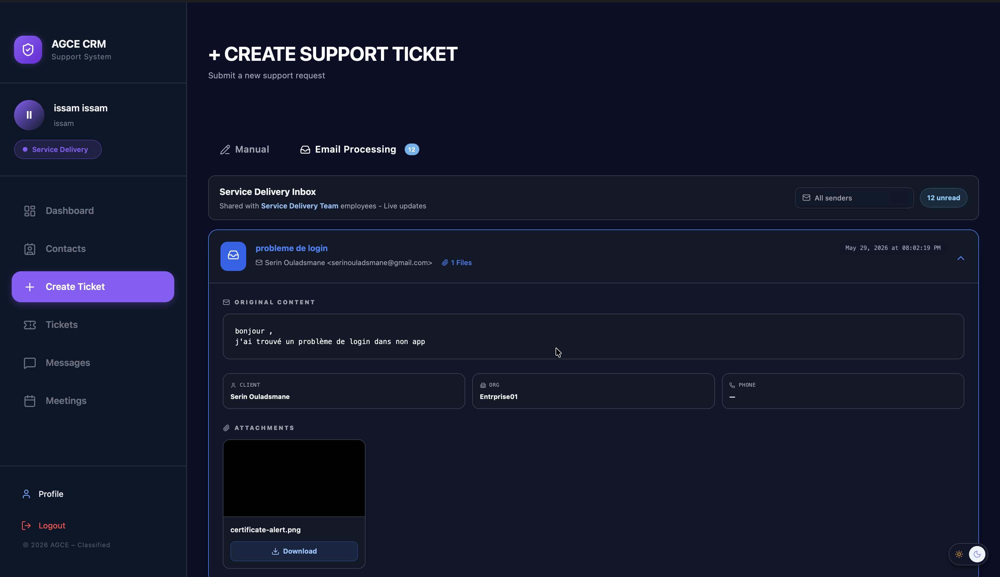 AGCE CRM
Support System
II
issam issam
issam
Service Delivery
Dashboard
Contacts
Create Ticket
Tickets
Messages
Meetings
Profile
Logout
© 2026 AGCE – Classified
+ CREATE SUPPORT TICKET
Submit a new support request
Manual
Email Processing 12
Service Delivery Inbox
Shared with Service Delivery Team employees - Live updates
All senders
12 unread
probleme de login
May 29, 2026 at 08:02:19 PM
Serin Ouladsmane <serinouladsmane@gmail.com> 1 Files
ORIGINAL CONTENT
bonjour ,
j'ai trouvé un problème de login dans non app
CLIENT
Serin Ouladsmane
ORG
Entrprise01
PHONE
—
ATTACHMENTS
certificate-alert.png
Download